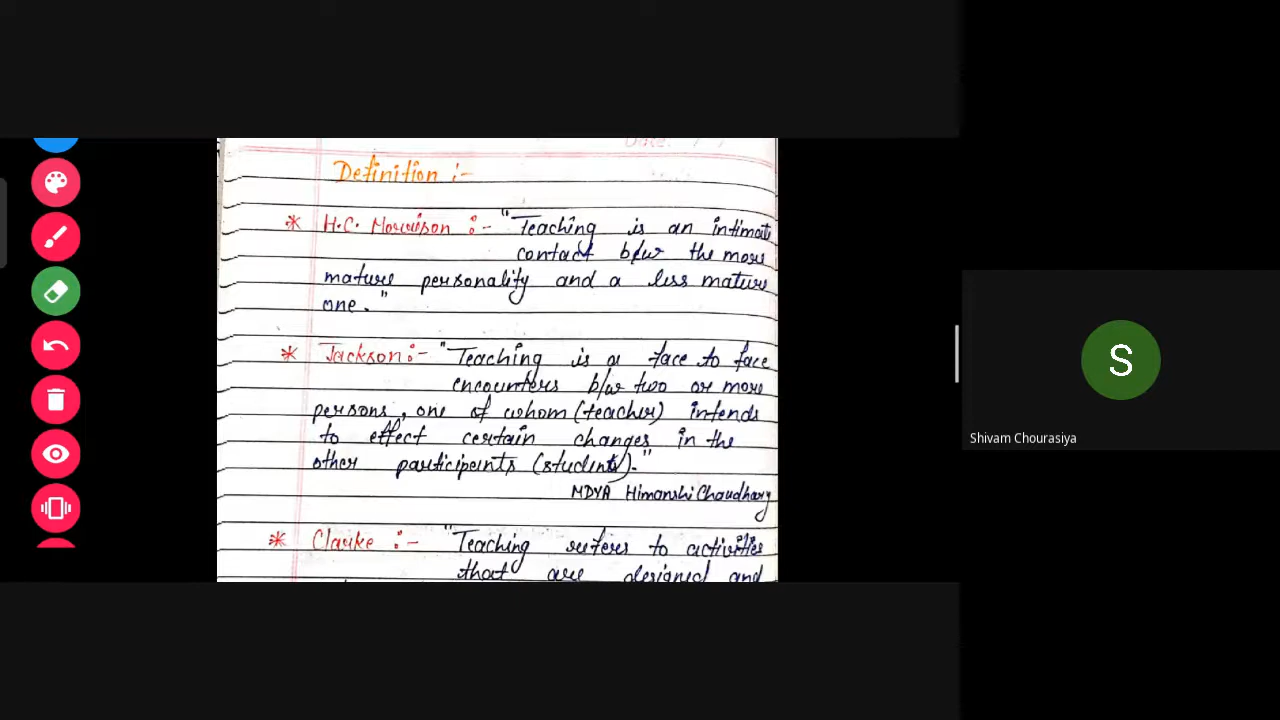 Definition :-
* H.C. Morrison :- "Teaching is an intimate
contact b/w the more
mature personality and a less mature
one."
* Jackson :- "Teaching is a face to face
encounters b/w two or more
persons, one of whom (teacher) intends
to effect certain changes in the
other participents (students)."
MDYA Himanshi Chaudhary
* Clarke :- "Teaching refers to activities
that are designed and
S
Shivam Chourasiya